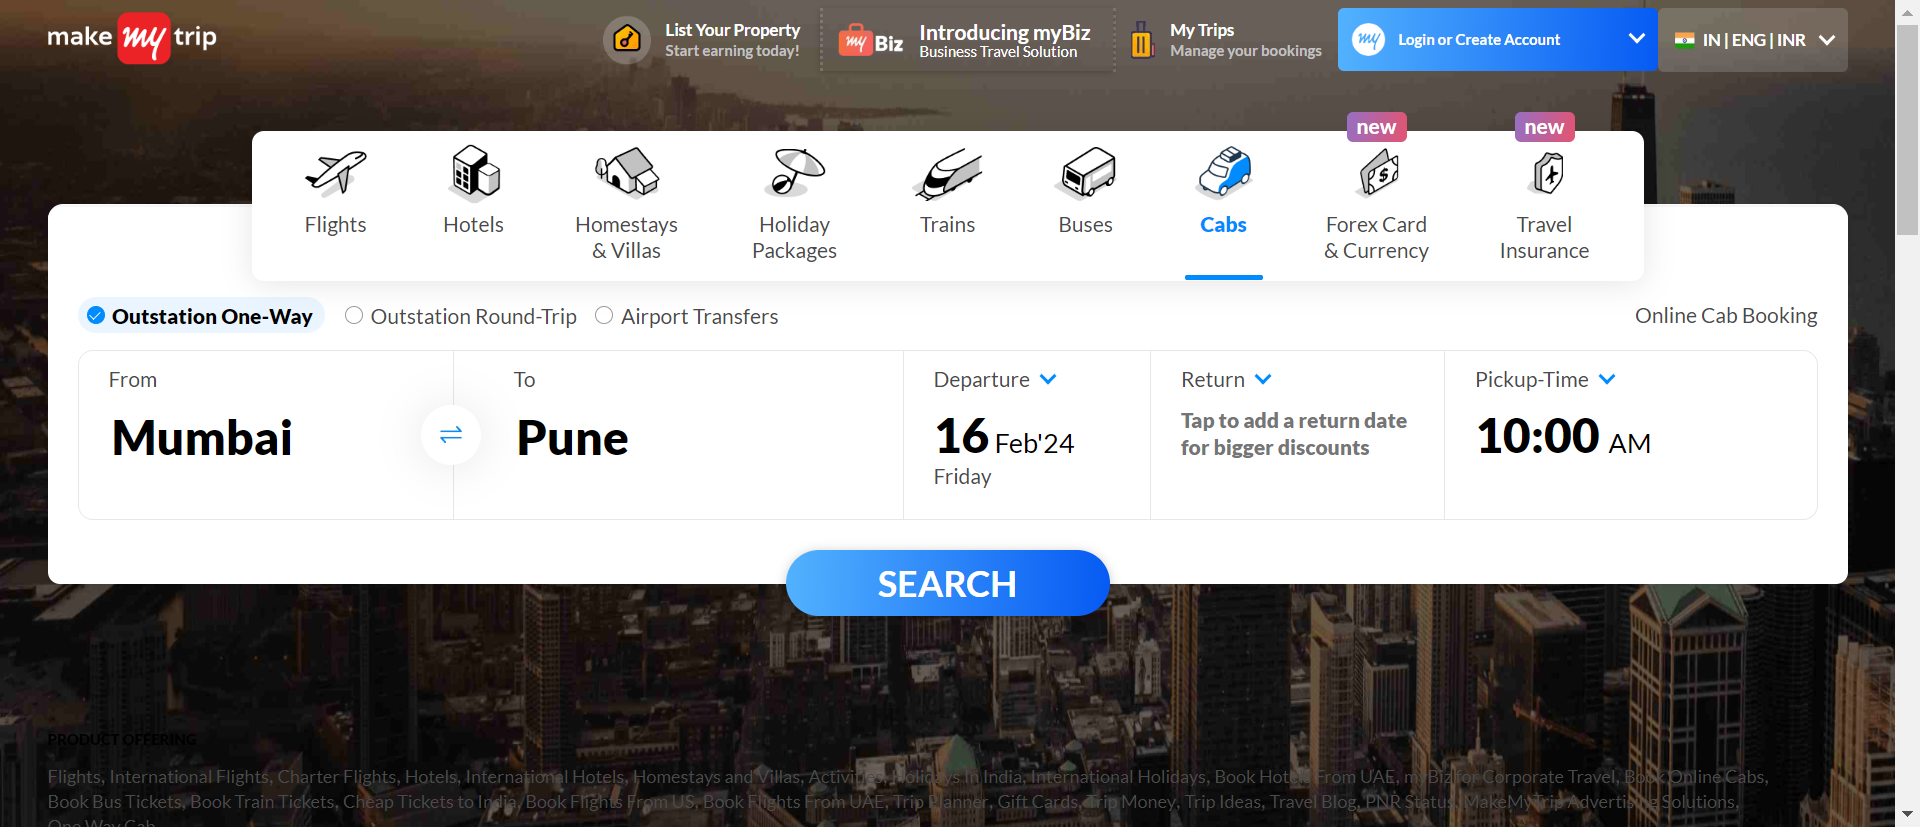 make my trip
List Your Property
Start earning today!
my Biz
Introducing myBiz
Business Travel Solution
My Trips
Manage your bookings
my
Login or Create Account
IN | ENG | INR
new
new
Flights
Hotels
Homestays
& Villas
Holiday
Packages
Trains
Buses
Cabs
Forex Card
& Currency
Travel
Insurance
Outstation One-Way
Outstation Round-Trip
Airport Transfers
Online Cab Booking
From
Mumbai
To
Pune
Departure
16 Feb'24
Friday
Return
Tap to add a return date
for bigger discounts
Pickup-Time
10:00 AM
SEARCH
PRODUCT OFFERING
Flights, International Flights, Charter Flights, Hotels, International Hotels, Homestays and Villas, Activities, Holidays In India, International Holidays, Book Hotels From UAE, myBiz for Corporate Travel, Book Online Cabs,
Book Bus Tickets, Book Train Tickets, Cheap Tickets to India, Book Flights From US, Book Flights From UAE, Trip Planner, Gift Cards, Trip Money, Trip Ideas, Travel Blog, PNR Status, MakeMyTrip Advertising Solutions,
One Way Cab